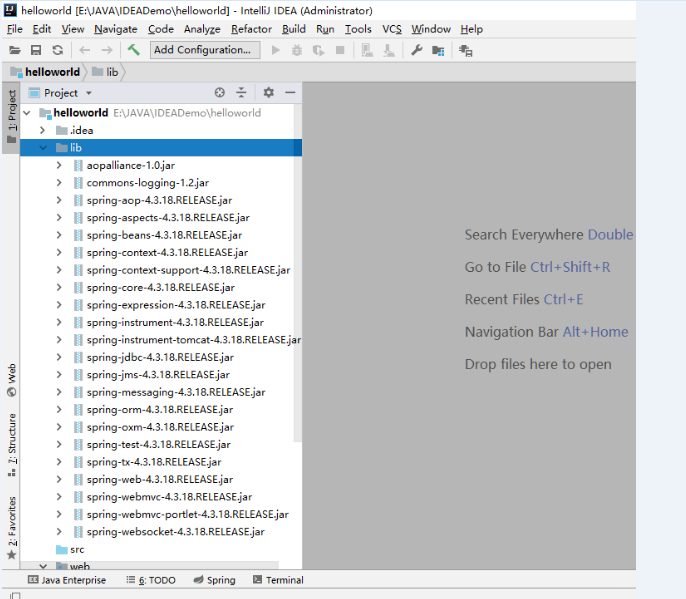 helloworld [E:\JAVA\IDEADemo\helloworld] - IntelliJ IDEA (Administrator)
File Edit View Navigate Code Analyze Refactor Build Run Tools VCS Window Help
Add Configuration...
helloworld lib
1: Project
Project
helloworld E:\JAVA\IDEADemo\helloworld
.idea
lib
aopalliance-1.0.jar
commons-logging-1.2.jar
spring-aop-4.3.18.RELEASE.jar
spring-aspects-4.3.18.RELEASE.jar
spring-beans-4.3.18.RELEASE.jar
spring-context-4.3.18.RELEASE.jar
spring-context-support-4.3.18.RELEASE.jar
spring-core-4.3.18.RELEASE.jar
spring-expression-4.3.18.RELEASE.jar
spring-instrument-4.3.18.RELEASE.jar
spring-instrument-tomcat-4.3.18.RELEASE.jar
spring-jdbc-4.3.18.RELEASE.jar
spring-jms-4.3.18.RELEASE.jar
spring-messaging-4.3.18.RELEASE.jar
spring-orm-4.3.18.RELEASE.jar
spring-oxm-4.3.18.RELEASE.jar
spring-test-4.3.18.RELEASE.jar
spring-tx-4.3.18.RELEASE.jar
spring-web-4.3.18.RELEASE.jar
spring-webmvc-4.3.18.RELEASE.jar
spring-webmvc-portlet-4.3.18.RELEASE.jar
spring-websocket-4.3.18.RELEASE.jar
src
web
Web
7: Structure
2: Favorites
Search Everywhere Double
Go to File Ctrl+Shift+R
Recent Files Ctrl+E
Navigation Bar Alt+Home
Drop files here to open
Java Enterprise 6: TODO Spring Terminal